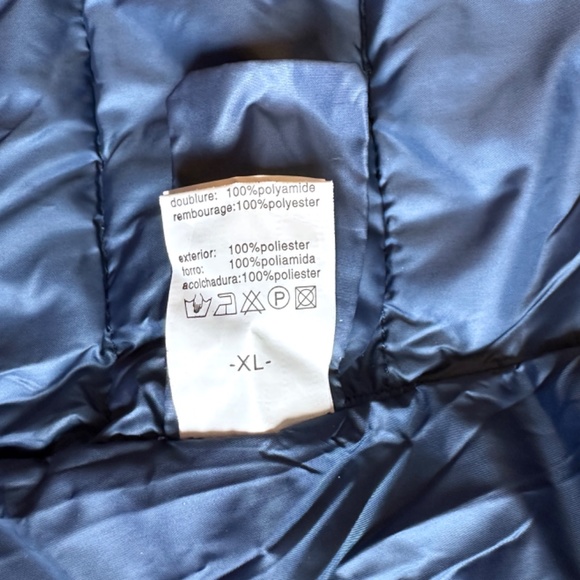 doublure: 100%polyamide
rembourage:100%polyester
exterior: 100%poliester
forro: 100%poliamida
acolchadura:100%poliester
P
-XL-